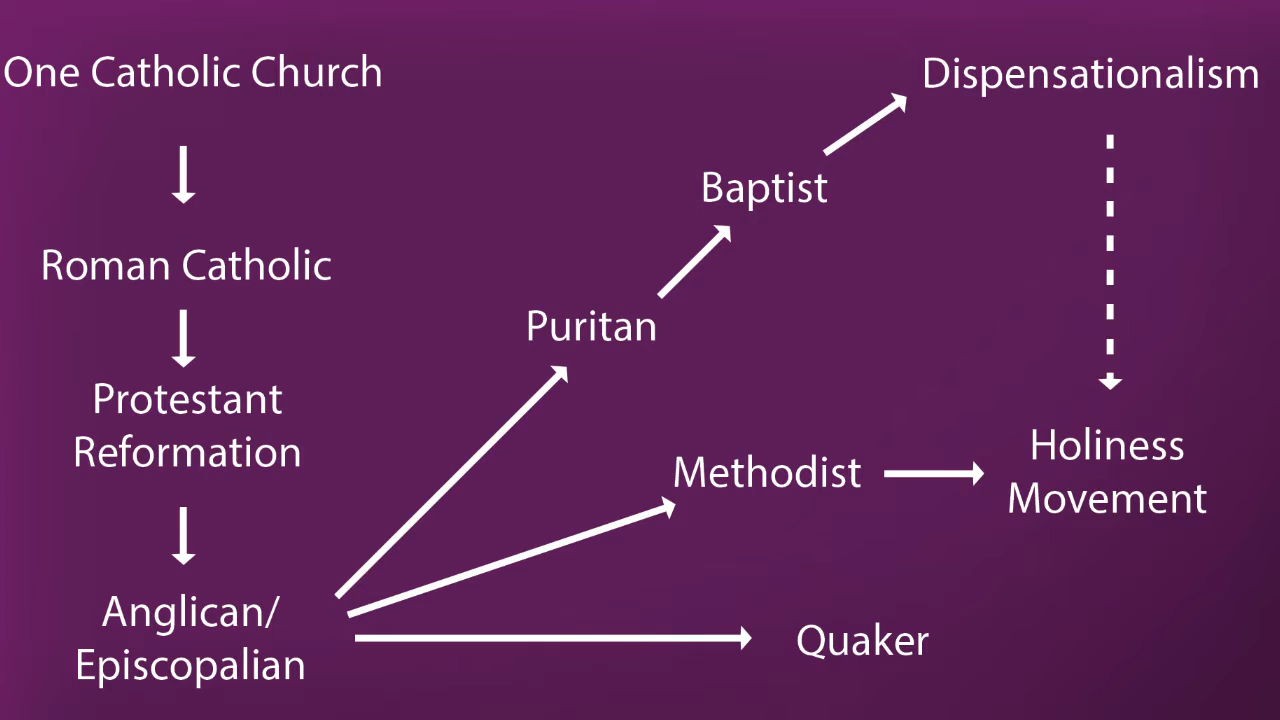 One Catholic Church
Roman Catholic
Protestant
Reformation
Anglican/
Episcopalian
Puritan
Baptist
Dispensationalism
Methodist
Holiness
Movement
Quaker